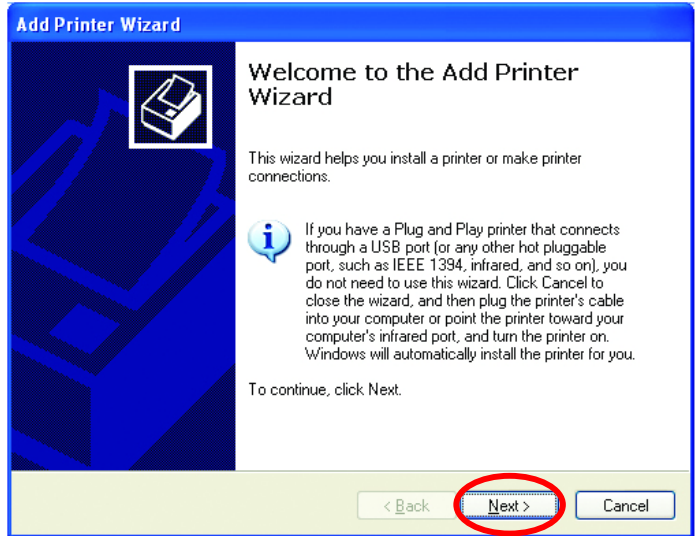 Add Printer Wizard
Welcome to the Add Printer
Wizard
This wizard helps you install a printer or make printer
connections.
If you have a Plug and Play printer that connects
through a USB port (or any other hot pluggable
port, such as IEEE 1394, infrared, and so on), you
do not need to use this wizard. Click Cancel to
close the wizard, and then plug the printer's cable
into your computer or point the printer toward your
computer's infrared port, and turn the printer on.
Windows will automatically install the printer for you.
To continue, click Next.
< Back Next > Cancel